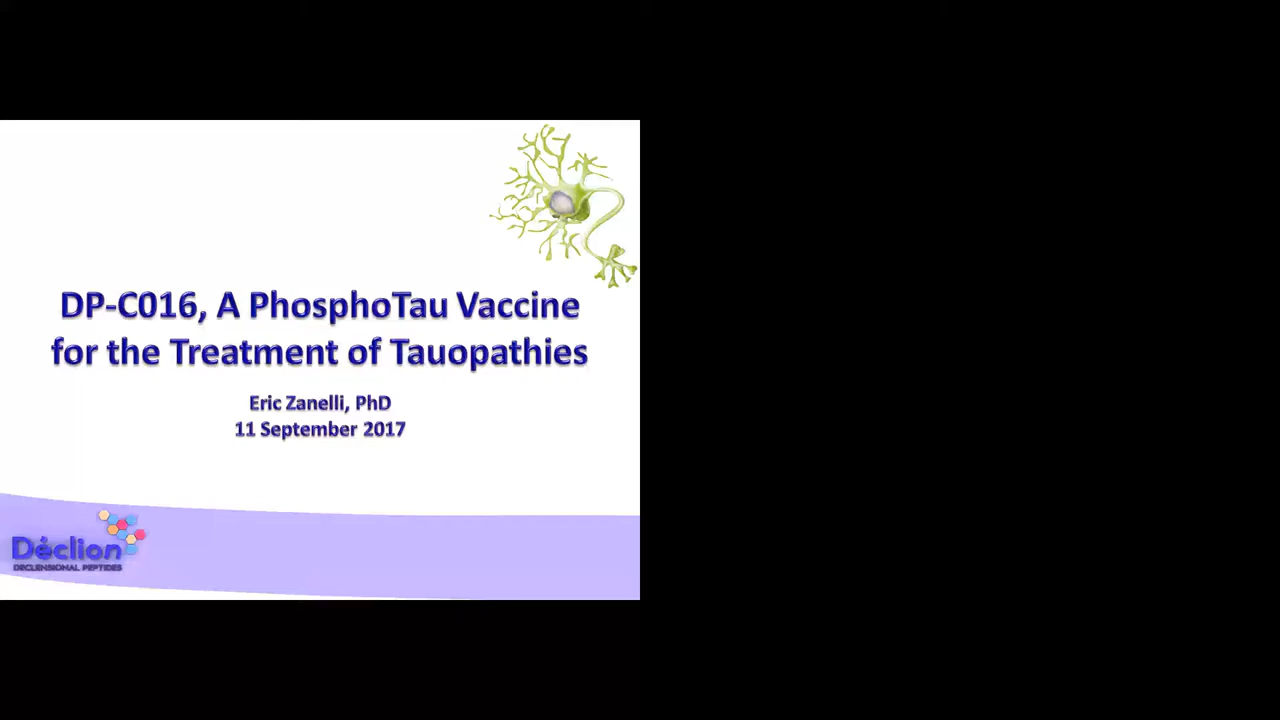 DP-C016, A PhosphoTau Vaccine
for the Treatment of Tauopathies
Eric Zanelli, PhD
11 September 2017
Déclion
DECLENSIONAL PEPTIDES